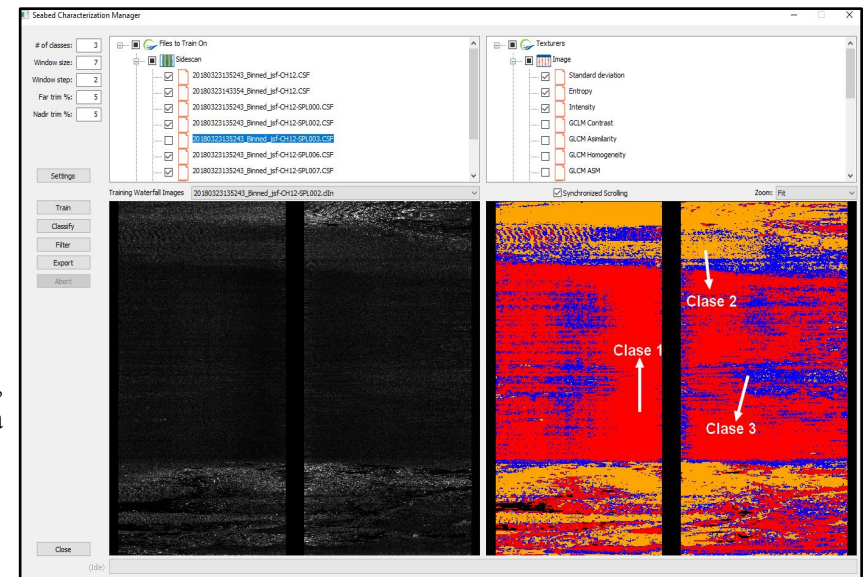 Seabed Characterization Manager
# of classes: 3
Window size: 7
Window step: 2
Far trim %: 5
Nadir trim %: 5
Settings
Train
Classify
Filter
Export
Abort
Close
(Idle)
Files to Train On
Sidescan
20180323135243_Binned_jsf-CH12.CSF
20180323143354_Binned_jsf-CH12.CSF
20180323135243_Binned_jsf-CH12-SPL000.CSF
20180323135243_Binned_jsf-CH12-SPL002.CSF
20180323135243_Binned_jsf-CH12-SPL003.CSF
20180323135243_Binned_jsf-CH12-SPL006.CSF
20180323135243_Binned_jsf-CH12-SPL007.CSF
Texturers
Image
Standard deviation
Entropy
Intensity
GCLM Contrast
GLCM Asimilarity
GLCM Homogeneity
GLCM ASM
Training Waterfall Images 20180323135243_Binned_jsf-CH12-SPL002.dIn
Synchronized Scrolling
Zoom: Fit
Clase 2
Clase 1
Clase 3